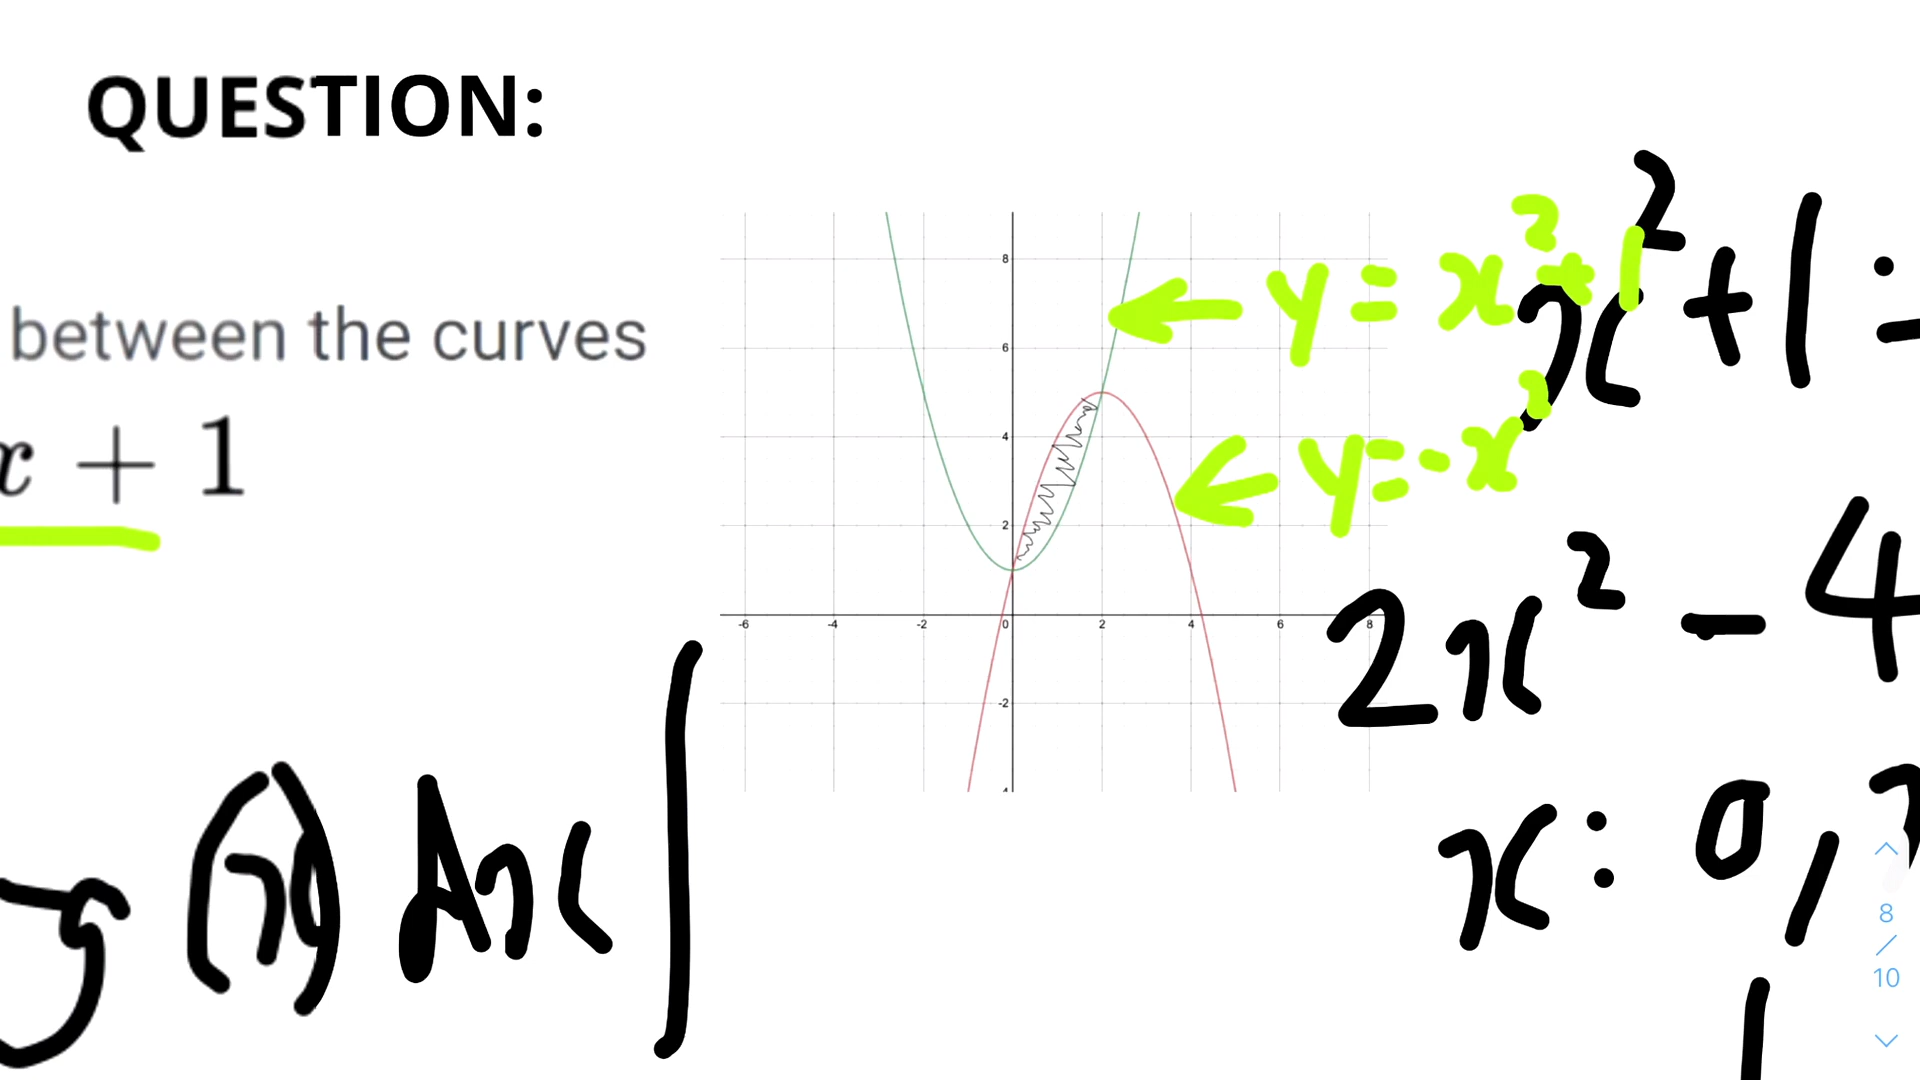 QUESTION:
between the curves
x + 1
y = x² + 1
x² + 1 =
y = -x²
2x² - 4
x: 0,
(x) dx |
8
6
4
2
-6 -4 -2 0 2 4 6 8
-2
8
/
10